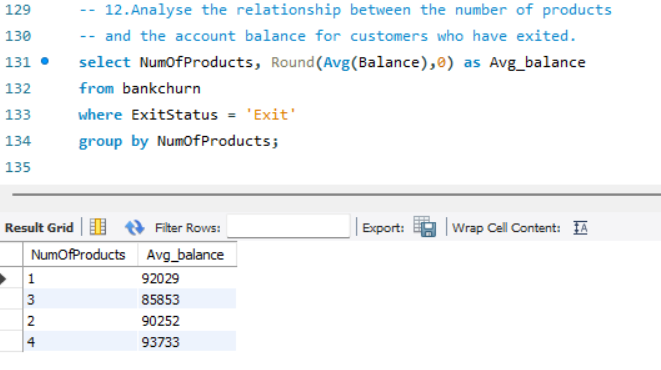 129 -- 12.Analyse the relationship between the number of products
130 -- and the account balance for customers who have exited.
131 select NumOfProducts, Round(Avg(Balance),0) as Avg_balance
132 from bankchurn
133 where ExitStatus = 'Exit'
134 group by NumOfProducts;
135
Result Grid Filter Rows: Export: Wrap Cell Content: IA
NumOfProducts Avg_balance
1 92029
3 85853
2 90252
4 93733